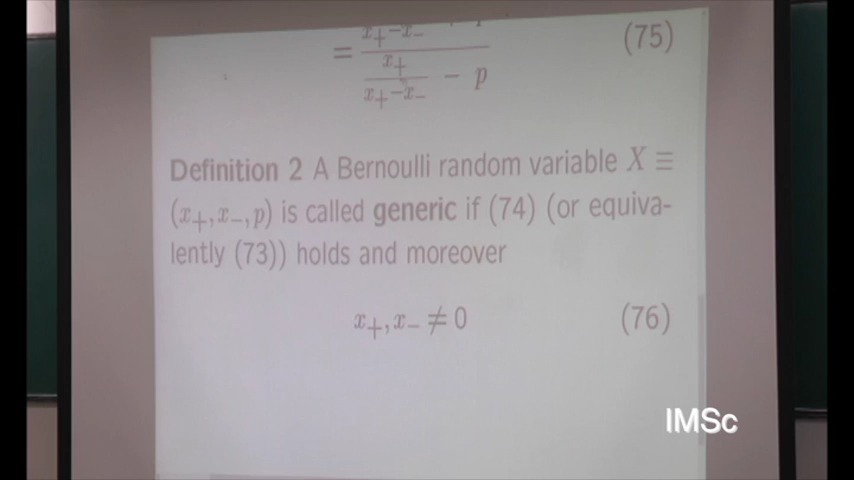 x₊−x₋
= x₊/(x₊−x₋) − p (75)
Definition 2 A Bernoulli random variable X ≡
(x₊, x₋, p) is called generic if (74) (or equiva-
lently (73)) holds and moreover
x₊, x₋ ≠ 0 (76)
IMSc